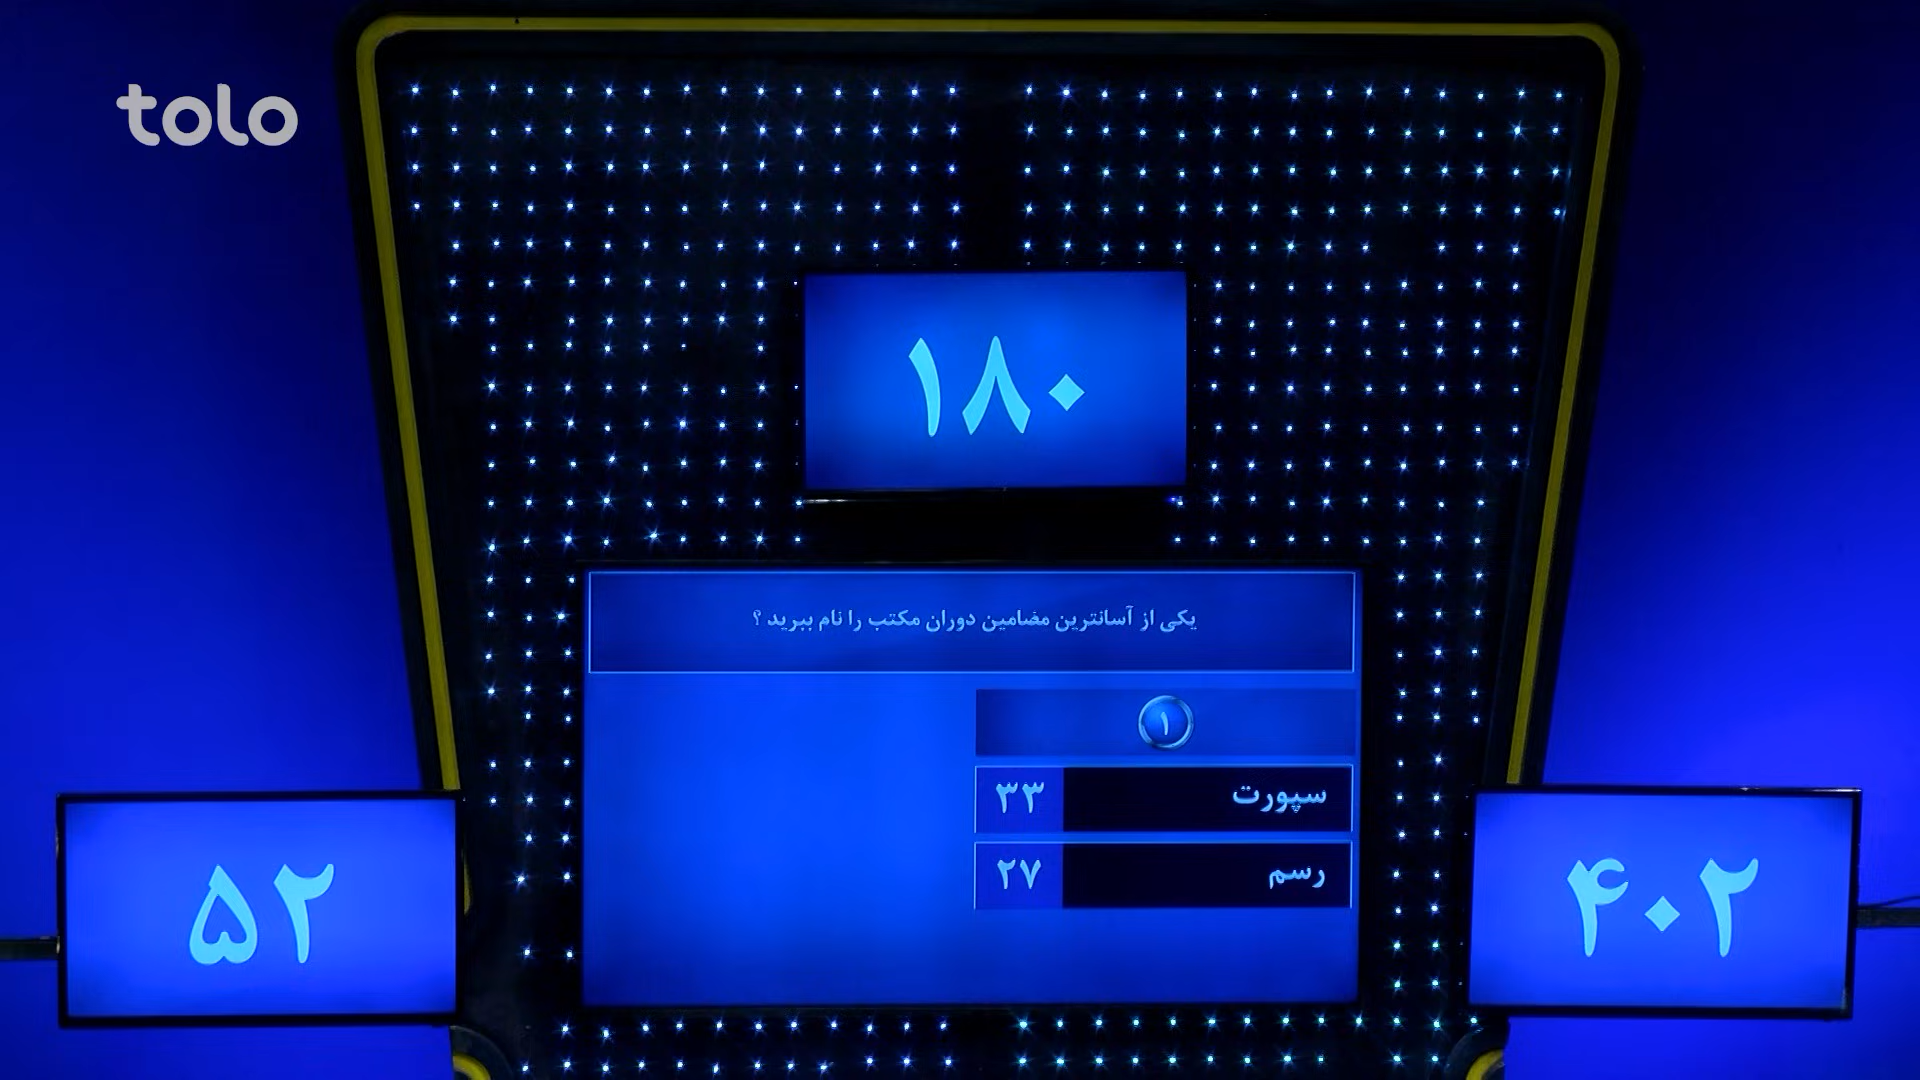 tolo
۱۸۰
یکی از آسانترین مضامین دوران مکتب را نام ببرید ؟
۱
سپورت ۳۳
رسم ۲۷
۵۲
۴۰۲